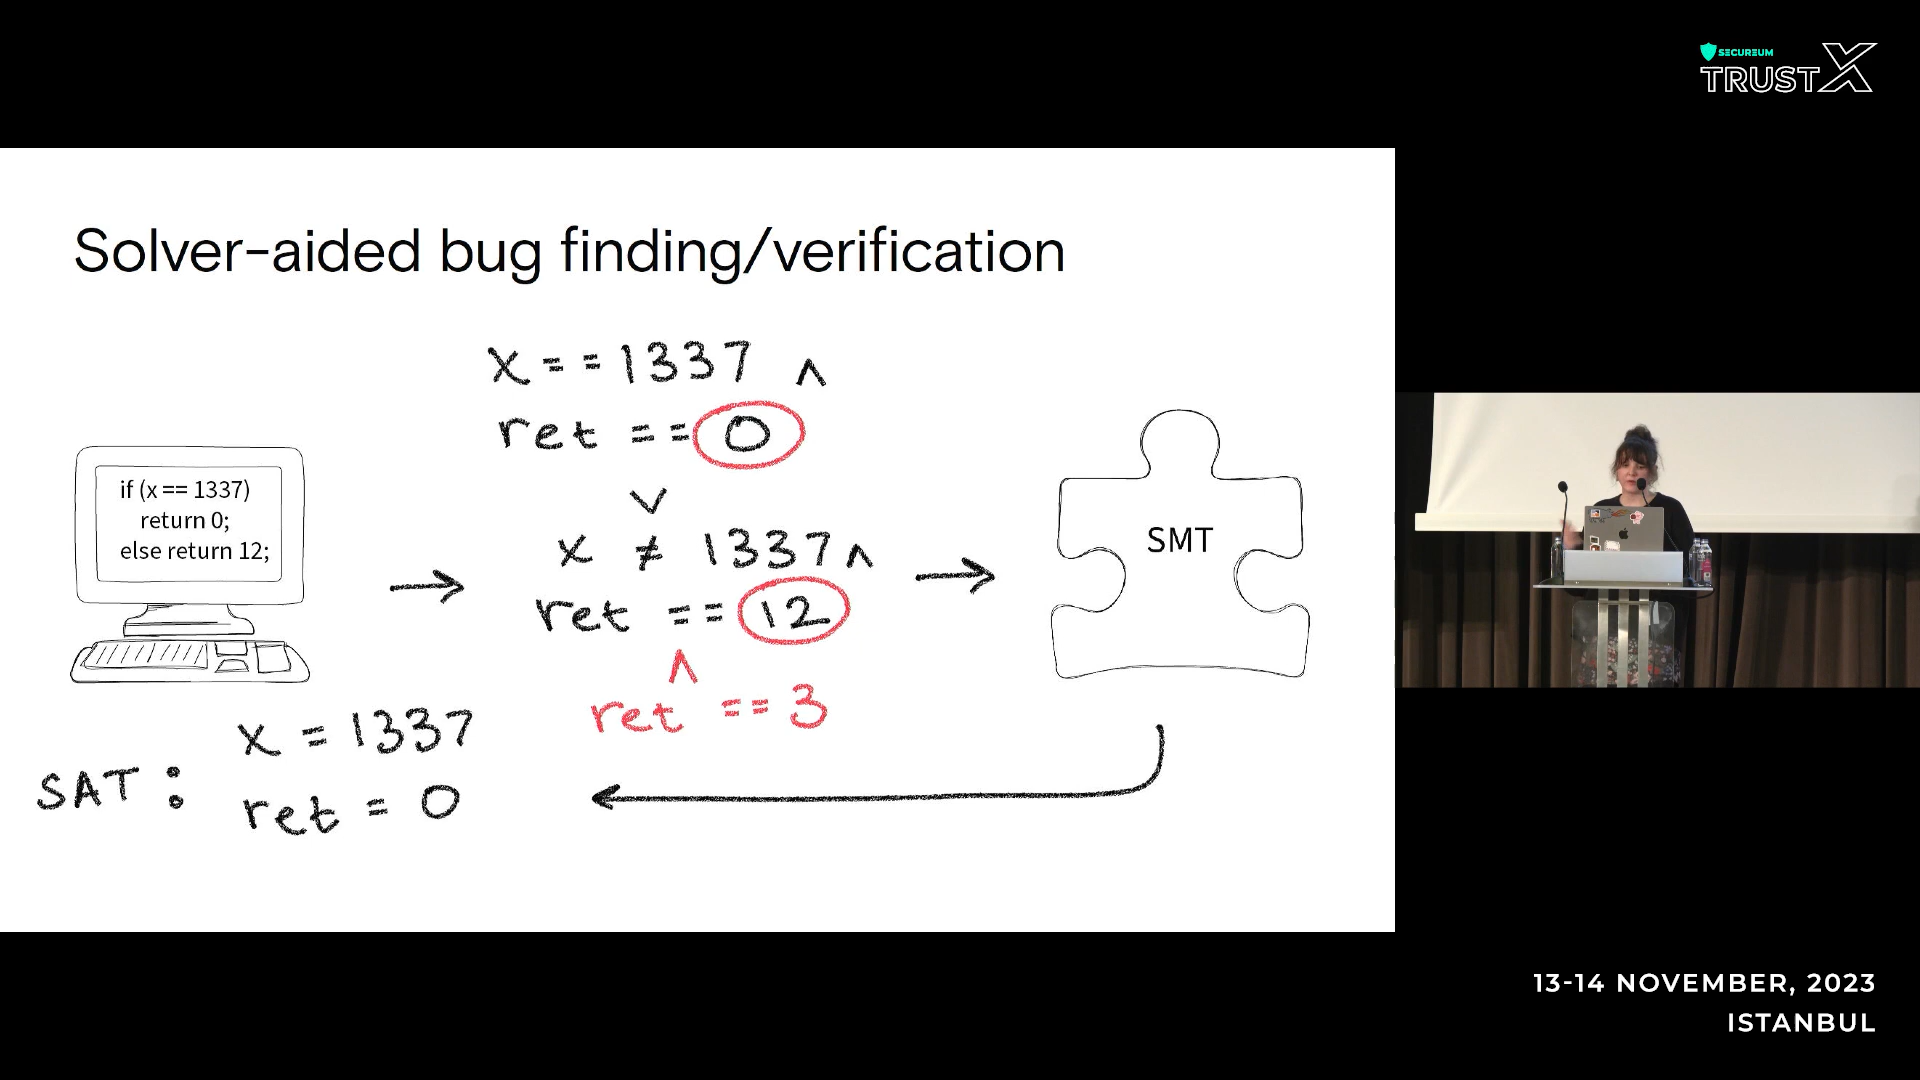 SECUREUM
TRUSTX
Solver-aided bug finding/verification
x == 1337 ∧
ret == 0
∨
x ≠ 1337 ∧
ret == 12
∧
ret == 3
if (x == 1337)
return 0;
else return 12;
SMT
SAT : x = 1337
ret = 0
13-14 NOVEMBER, 2023
ISTANBUL